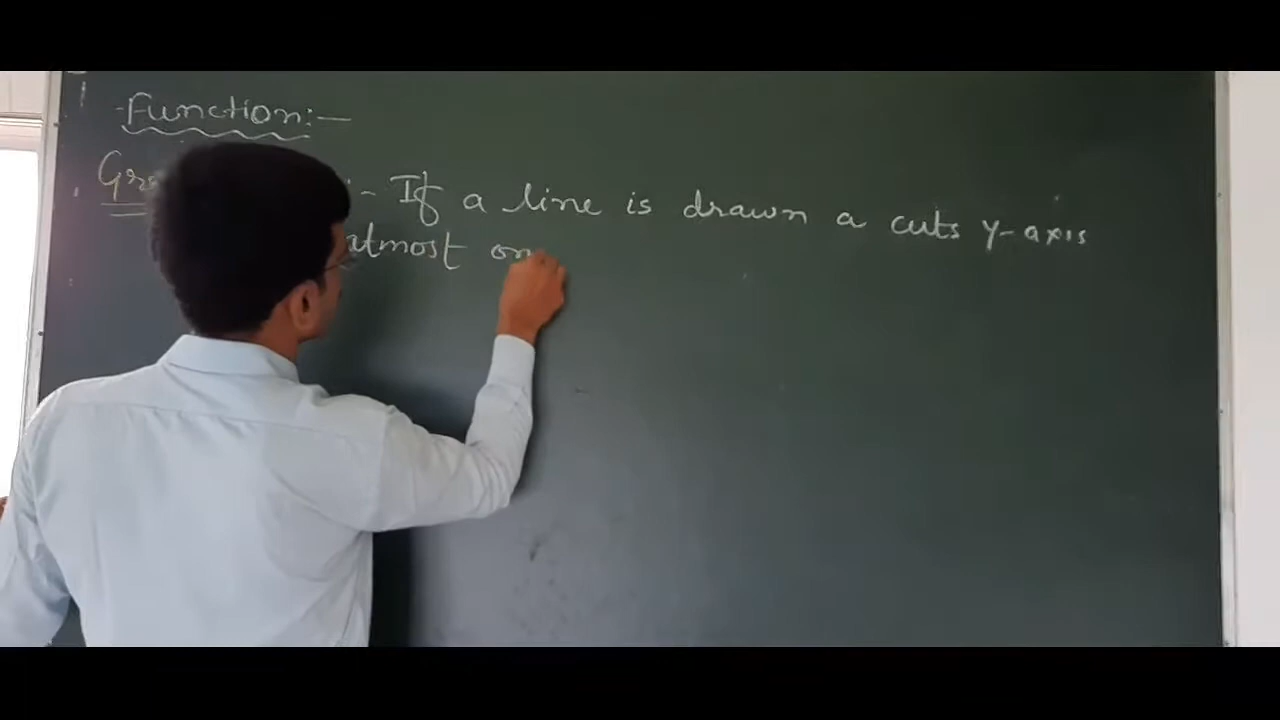 Function:-
:- If a line is drawn a cuts y-axis
atmost